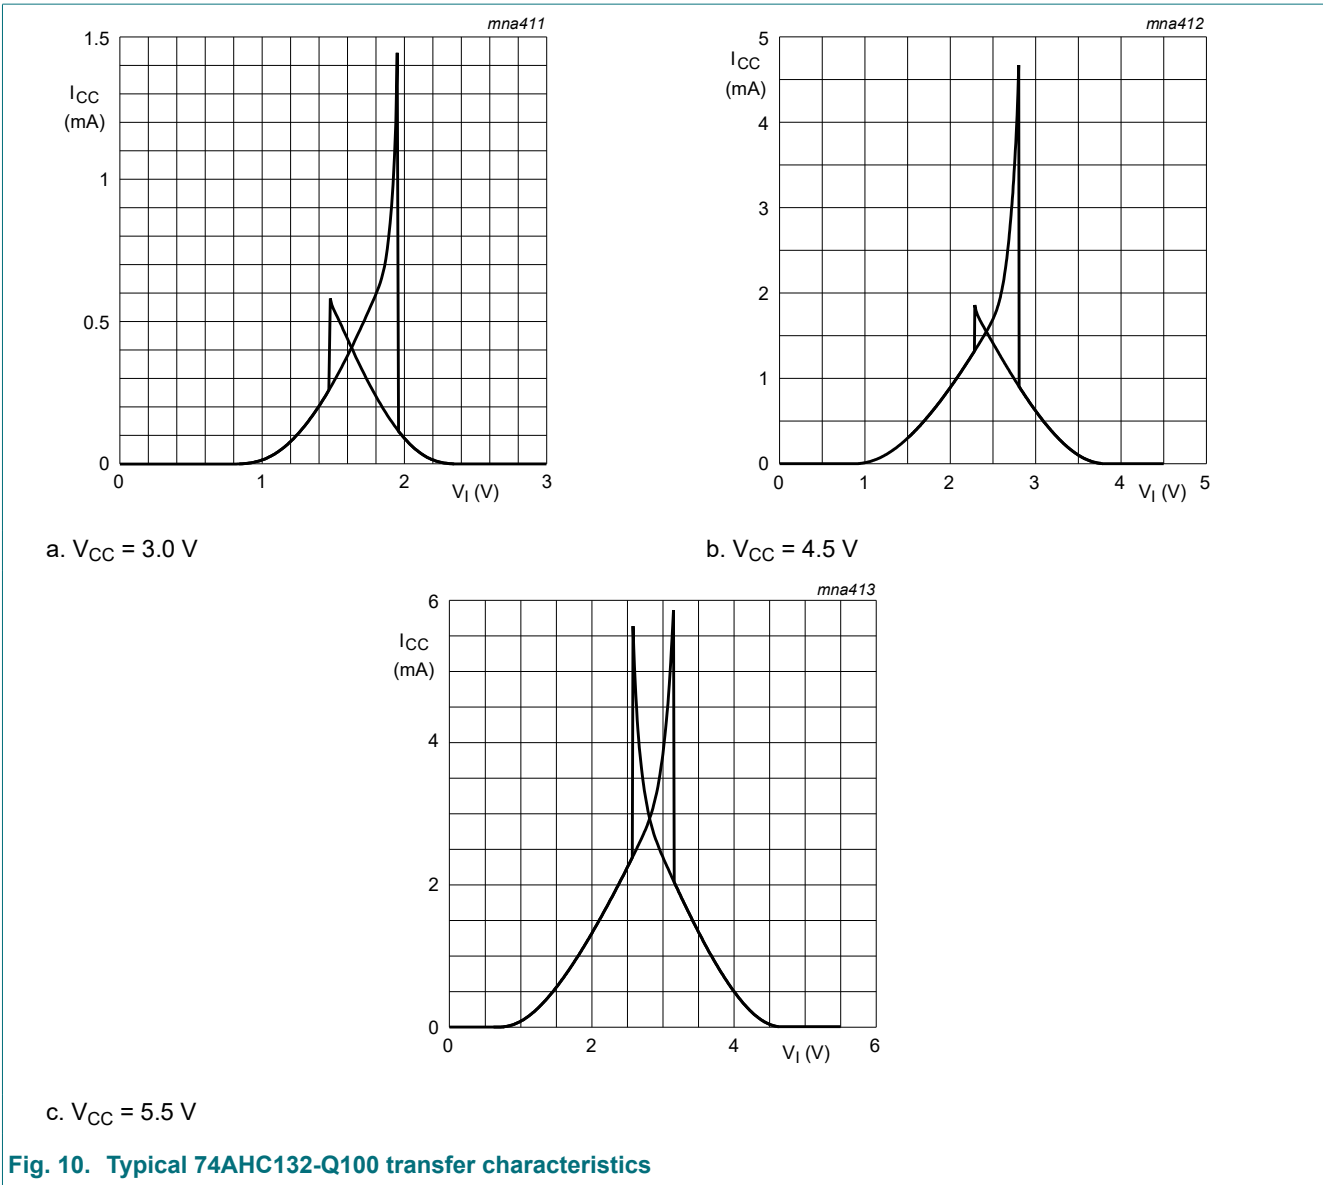 mna411
1.5
ICC
(mA)
1
0.5
0
0 1 2 3
VI (V)
a. VCC = 3.0 V
mna412
5
ICC
(mA)
4
3
2
1
0
0 1 2 3 4 5
VI (V)
b. VCC = 4.5 V
mna413
6
ICC
(mA)
4
2
0
0 2 4 6
VI (V)
c. VCC = 5.5 V
Fig. 10. Typical 74AHC132-Q100 transfer characteristics